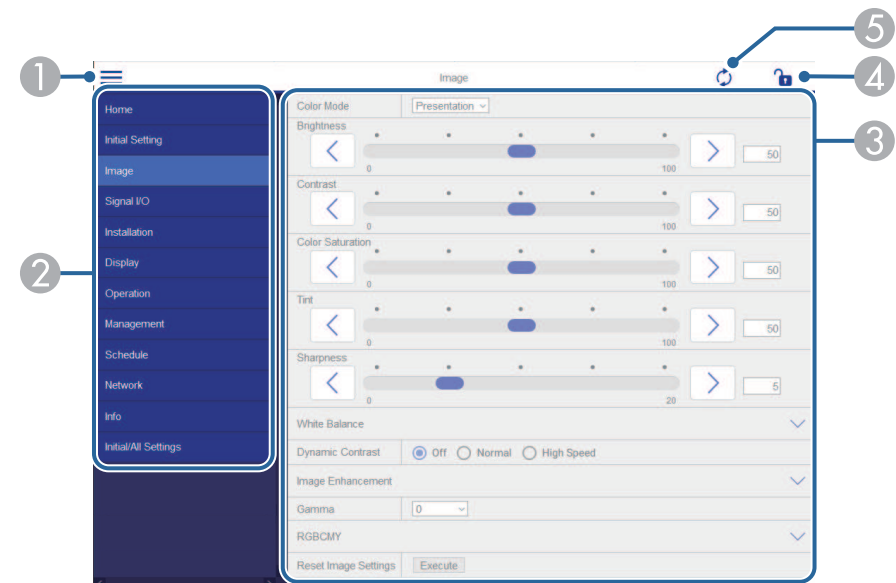 5
1
Image
4
2
Home
Initial Setting
Image
Signal I/O
Installation
Display
Operation
Management
Schedule
Network
Info
Initial/All Settings
3
Color Mode Presentation
Brightness
0 100 50
Contrast
0 100 50
Color Saturation
0 100 50
Tint
0 100 50
Sharpness
0 20 5
White Balance
Dynamic Contrast Off Normal High Speed
Image Enhancement
Gamma 0
RGBCMY
Reset Image Settings Execute